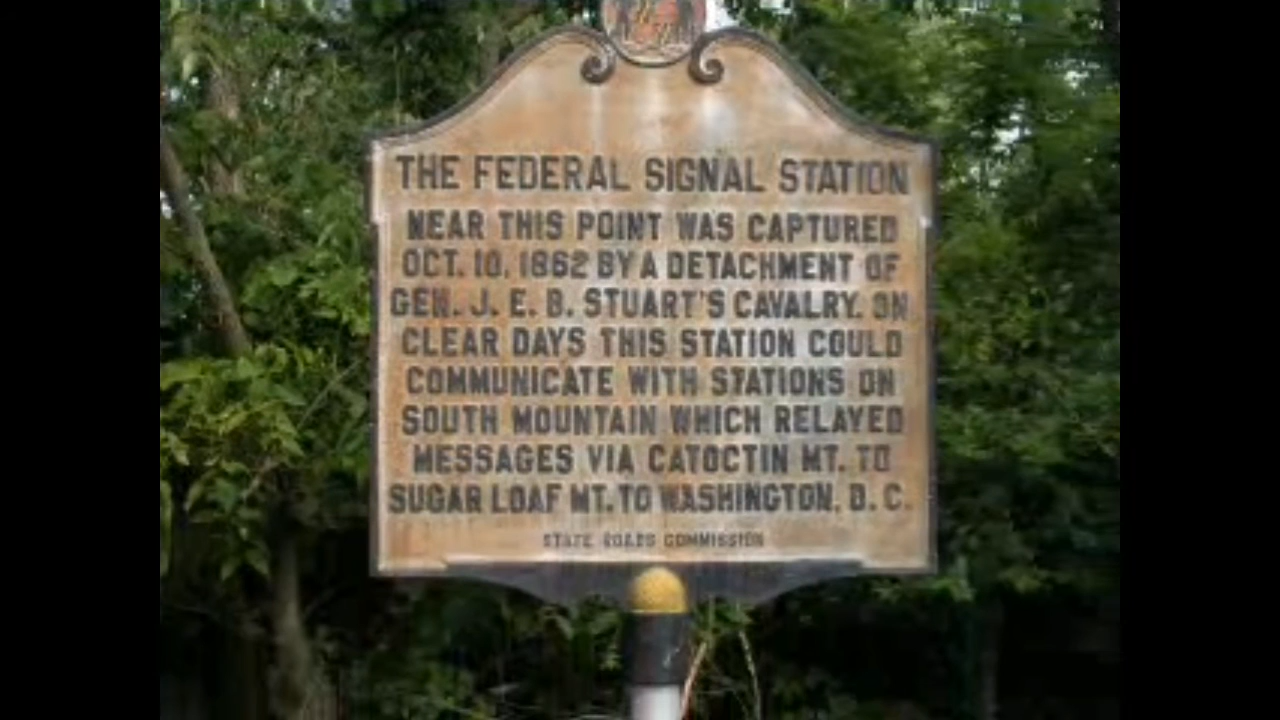 THE FEDERAL SIGNAL STATION
NEAR THIS POINT WAS CAPTURED
OCT. 10, 1862 BY A DETACHMENT OF
GEN. J. E. B. STUART'S CAVALRY. ON
CLEAR DAYS THIS STATION COULD
COMMUNICATE WITH STATIONS ON
SOUTH MOUNTAIN WHICH RELAYED
MESSAGES VIA CATOCTIN MT. TO
SUGAR LOAF MT. TO WASHINGTON, D. C.
STATE ROADS COMMISSION